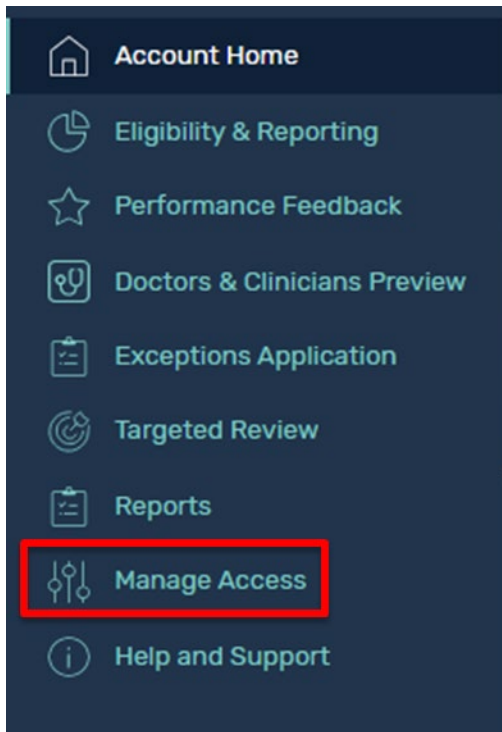 Account Home
Eligibility & Reporting
Performance Feedback
Doctors & Clinicians Preview
Exceptions Application
Targeted Review
Reports
Manage Access
Help and Support